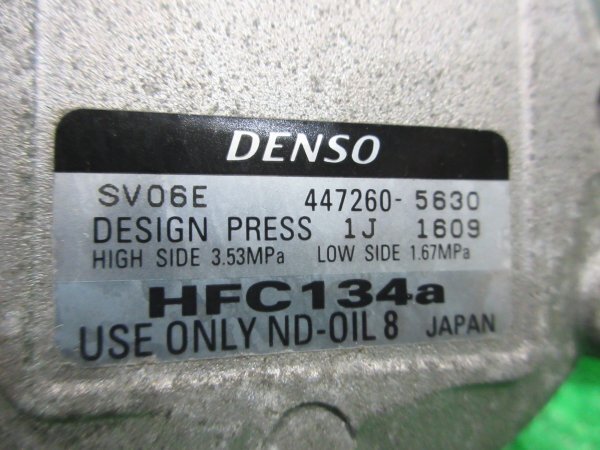 DENSO
SV06E 447260-5630
DESIGN PRESS 1J 1609
HIGH SIDE 3.53MPa LOW SIDE 1.67MPa
HFC134a
USE ONLY ND-OIL 8 JAPAN